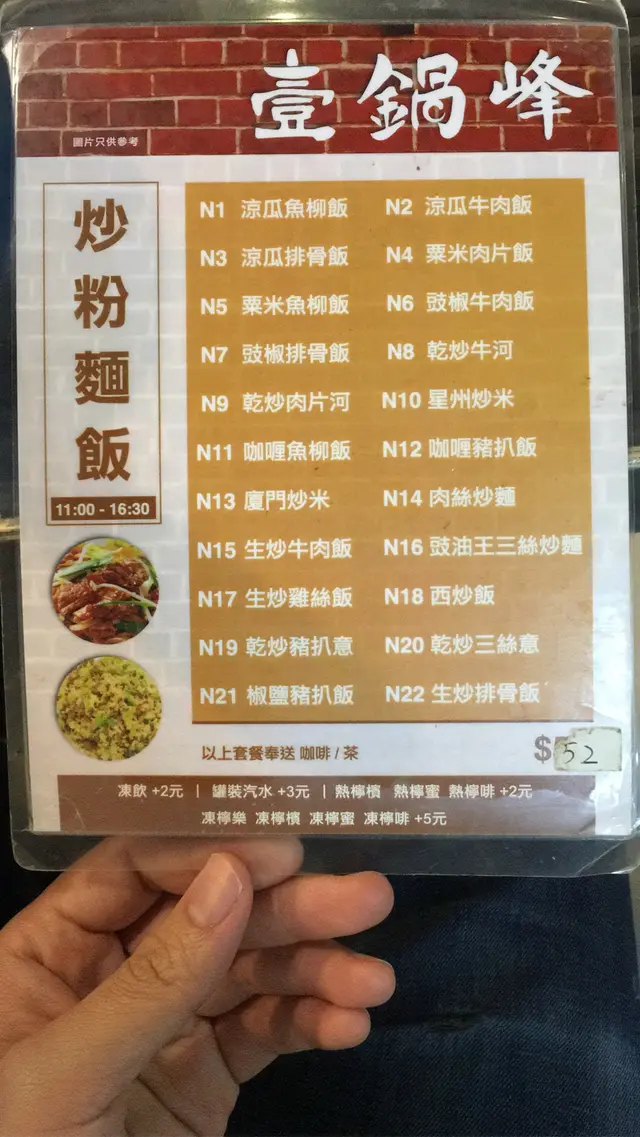 壹鍋峰
圖片只供參考
炒粉麵飯
11:00 - 16:30
N1 涼瓜魚柳飯 N2 涼瓜牛肉飯
N3 涼瓜排骨飯 N4 粟米肉片飯
N5 粟米魚柳飯 N6 豉椒牛肉飯
N7 豉椒排骨飯 N8 乾炒牛河
N9 乾炒肉片河 N10 星州炒米
N11 咖喱魚柳飯 N12 咖喱豬扒飯
N13 廈門炒米 N14 肉絲炒麵
N15 生炒牛肉飯 N16 豉油王三絲炒麵
N17 生炒雞絲飯 N18 西炒飯
N19 乾炒豬扒意 N20 乾炒三絲意
N21 椒鹽豬扒飯 N22 生炒排骨飯
以上套餐奉送 咖啡 / 茶 $52
凍飲 +2元 | 罐裝汽水 +3元 | 熱檸檬 熱檸蜜 熱檸啡 +2元
凍檸樂 凍檸檬 凍檸蜜 凍檸啡 +5元